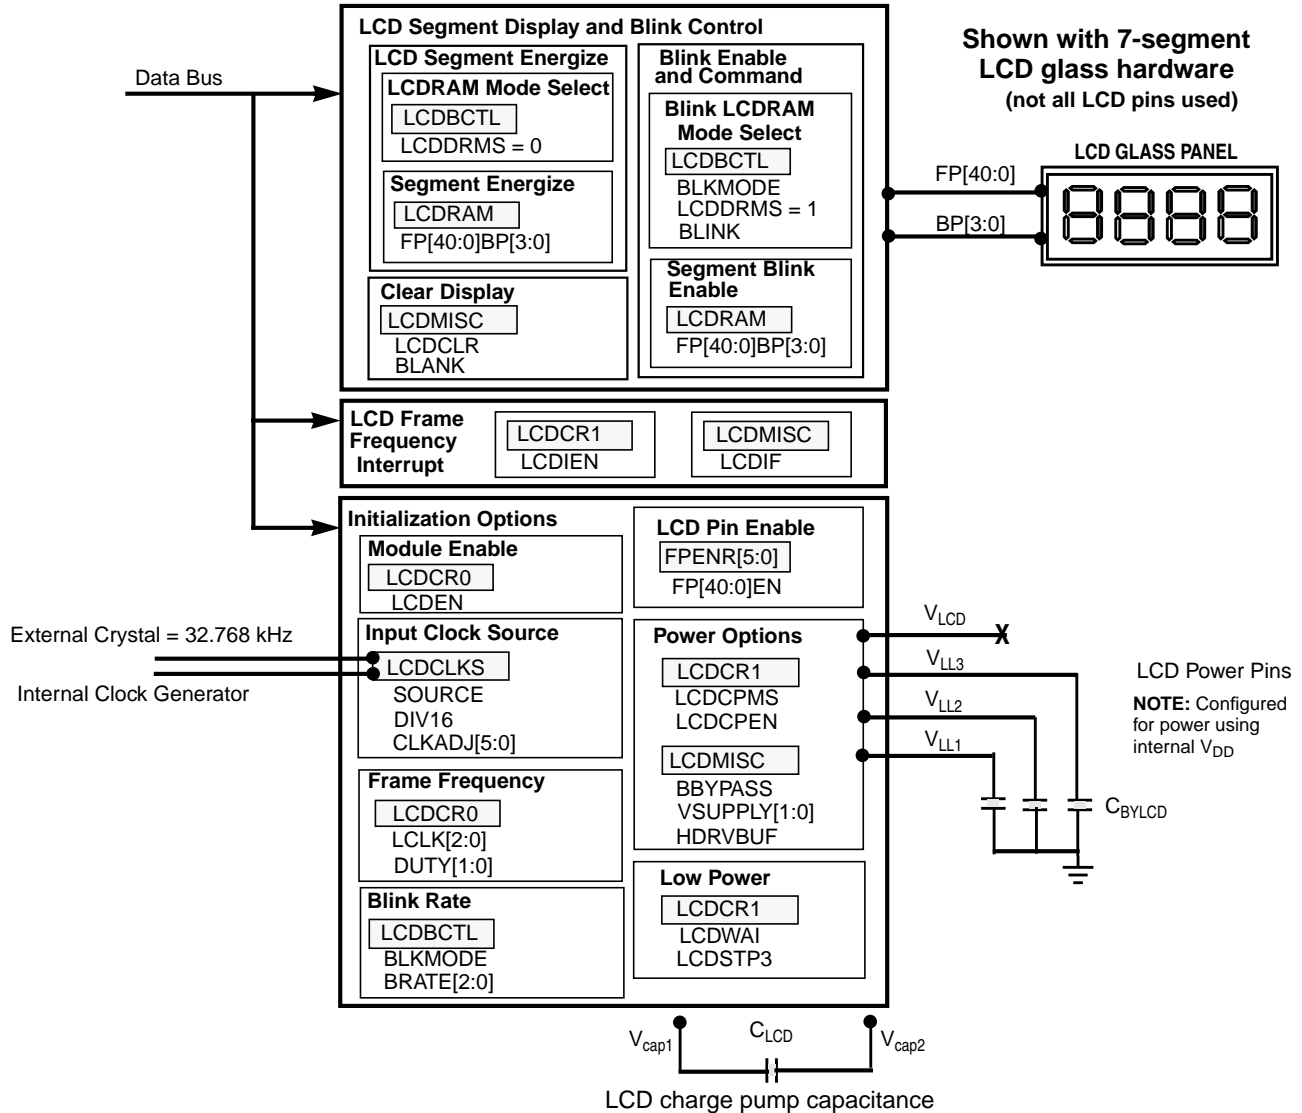 LCD Segment Display and Blink Control
LCD Segment Energize
LCDRAM Mode Select
LCDBCTL
LCDDRMS = 0
Segment Energize
LCDRAM
FP[40:0]BP[3:0]
Clear Display
LCDMISC
LCDCLR
BLANK
Blink Enable
and Command
Blink LCDRAM
Mode Select
LCDBCTL
BLKMODE
LCDDRMS = 1
BLINK
Segment Blink
Enable
LCDRAM
FP[40:0]BP[3:0]
Data Bus
Shown with 7-segment
LCD glass hardware
(not all LCD pins used)
LCD GLASS PANEL
FP[40:0]
BP[3:0]
LCD Frame
Frequency
Interrupt
LCDCR1
LCDIEN
LCDMISC
LCDIF
Initialization Options
Module Enable
LCDCR0
LCDEN
Input Clock Source
LCDCLKS
SOURCE
DIV16
CLKADJ[5:0]
Frame Frequency
LCDCR0
LCLK[2:0]
DUTY[1:0]
Blink Rate
LCDBCTL
BLKMODE
BRATE[2:0]
LCD Pin Enable
FPENR[5:0]
FP[40:0]EN
Power Options
LCDCR1
LCDCPMS
LCDCPEN
LCDMISC
BBYPASS
VSUPPLY[1:0]
HDRVBUF
Low Power
LCDCR1
LCDWAI
LCDSTP3
External Crystal = 32.768 kHz
Internal Clock Generator
VLCD
X
VLL3
VLL2
VLL1
LCD Power Pins
NOTE: Configured
for power using
internal VDD
CBYLCD
Vcap1
CLCD
Vcap2
LCD charge pump capacitance